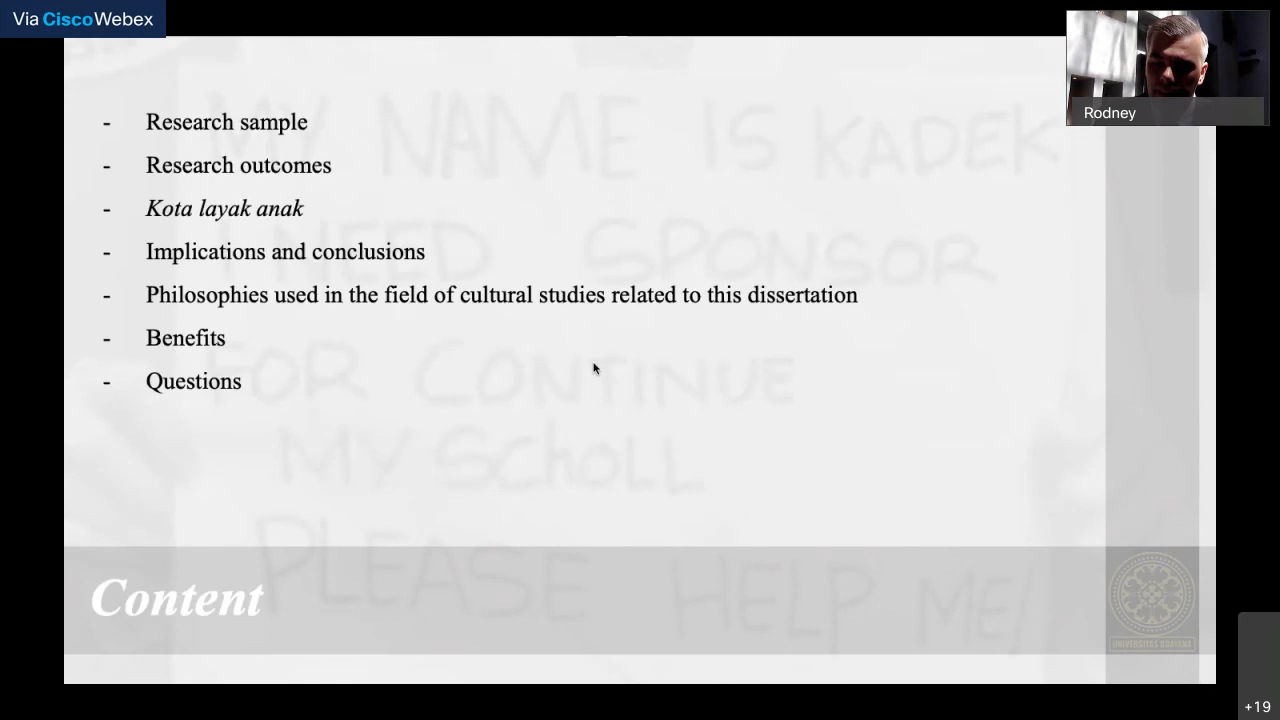 Via CiscoWebex
Rodney
- Research sample
- Research outcomes
- Kota layak anak
- Implications and conclusions
- Philosophies used in the field of cultural studies related to this dissertation
- Benefits
- Questions
MY NAME IS KADEK
I NEED SPONSOR
FOR CONTINUE
MY ScHoLL
PLEASE HELP ME!
Content
UNIVERSITAS UDAYANA
+19